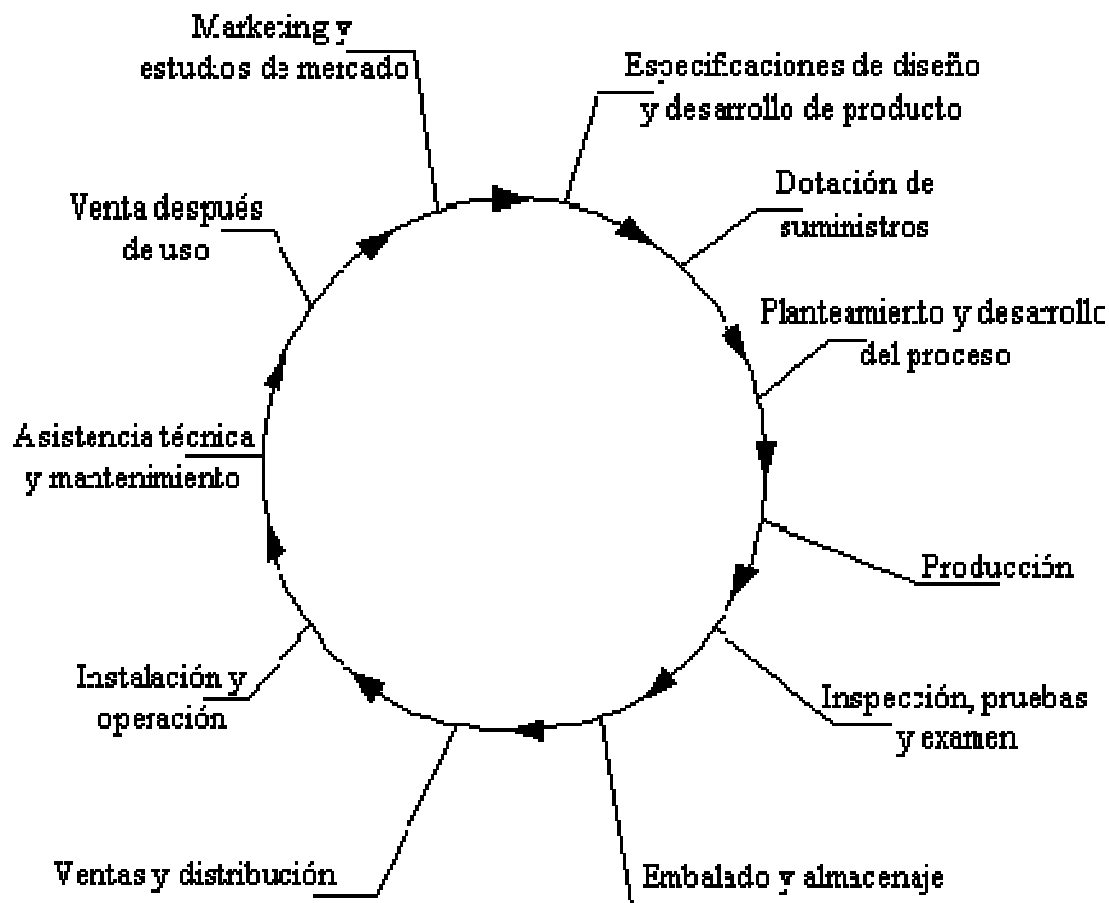 Marketing y
estudios de mercado
Especificaciones de diseño
y desarrollo de producto
Dotación de
suministros
Planteamiento y desarrollo
del proceso
Producción
Inspección, pruebas
y examen
Embalado y almacenaje
Ventas y distribución
Instalación y
operación
Asistencia técnica
y mantenimiento
Venta después
de uso